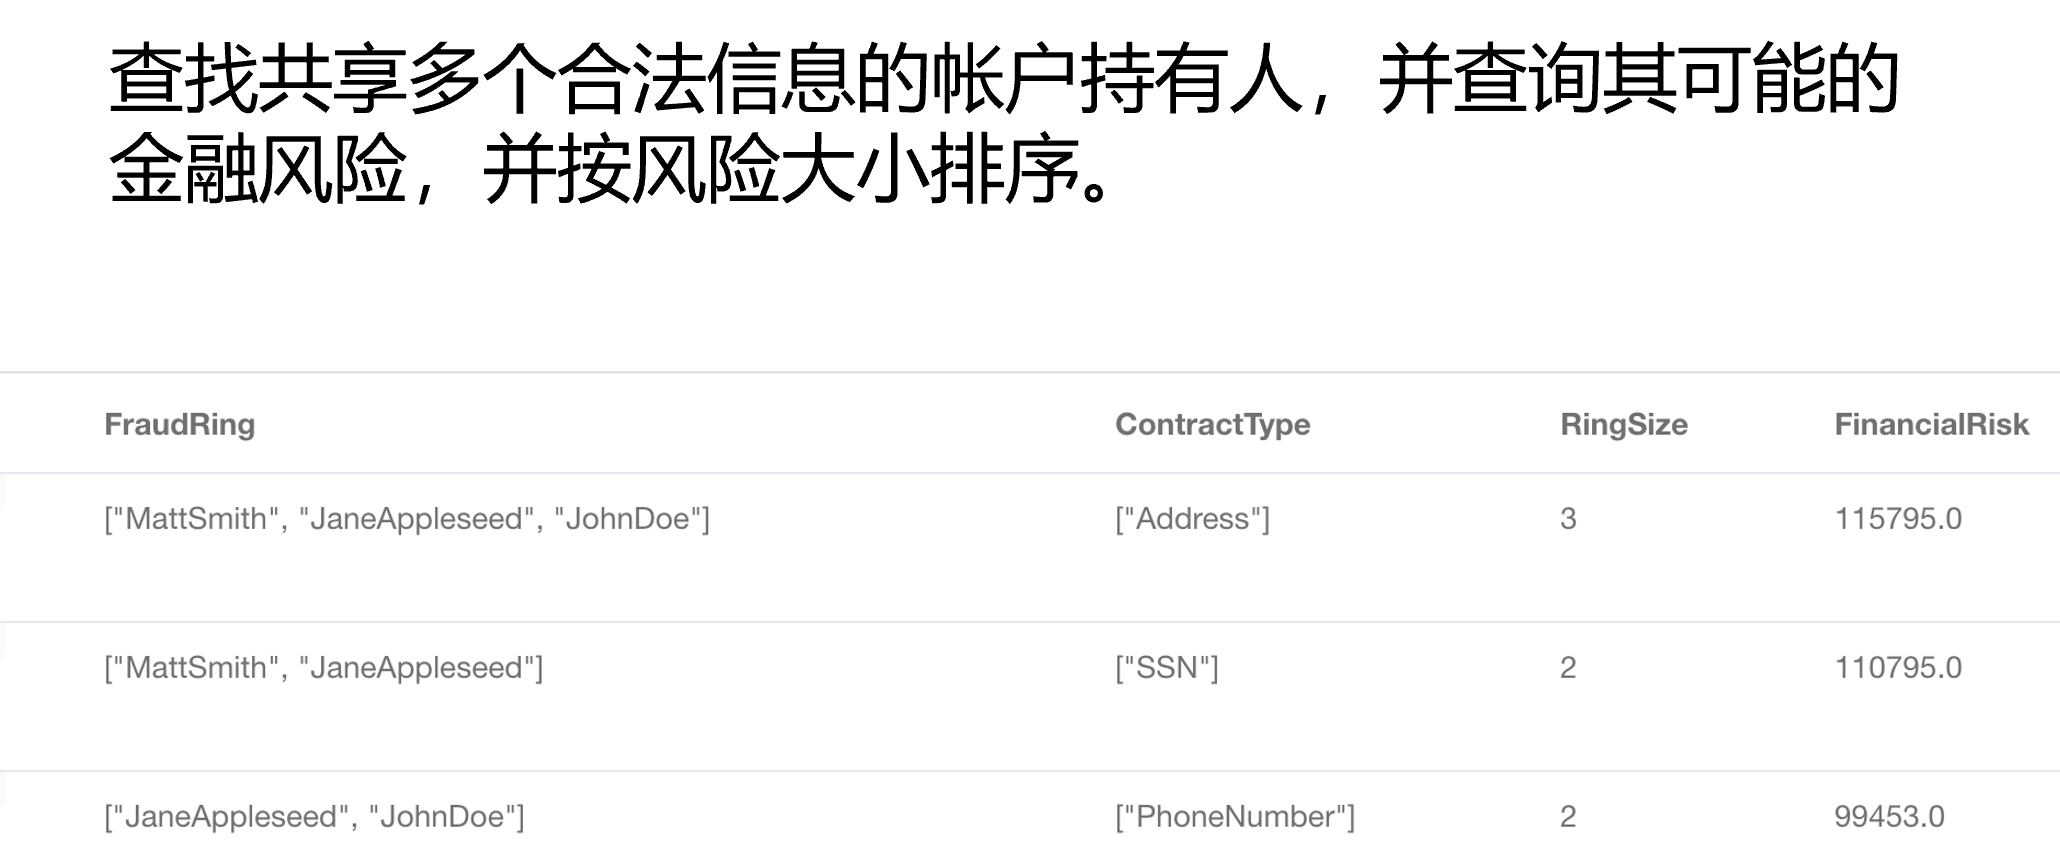 查找共享多个合法信息的帐户持有人，并查询其可能的
金融风险，并按风险大小排序。
FraudRing ContractType RingSize FinancialRisk
["MattSmith", "JaneAppleseed", "JohnDoe"] ["Address"] 3 115795.0
["MattSmith", "JaneAppleseed"] ["SSN"] 2 110795.0
["JaneAppleseed", "JohnDoe"] ["PhoneNumber"] 2 99453.0